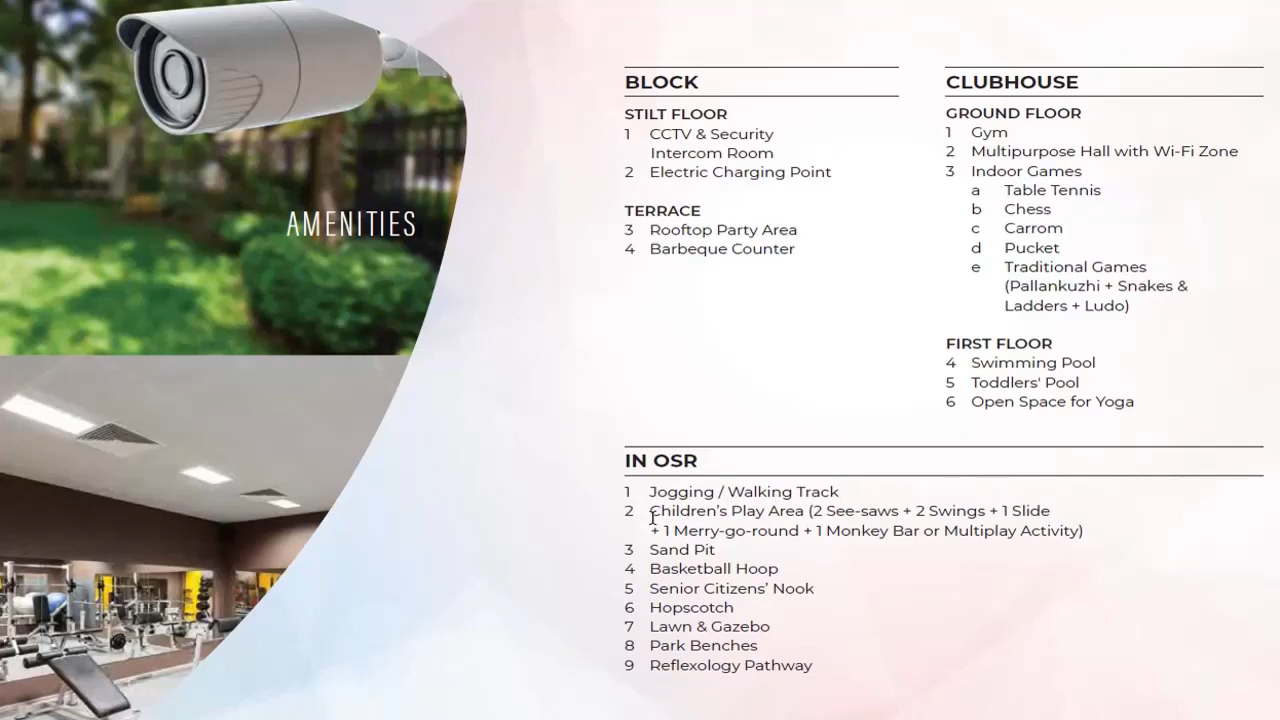 AMENITIES
BLOCK
STILT FLOOR
1 CCTV & Security
Intercom Room
2 Electric Charging Point
TERRACE
3 Rooftop Party Area
4 Barbeque Counter
CLUBHOUSE
GROUND FLOOR
1 Gym
2 Multipurpose Hall with Wi-Fi Zone
3 Indoor Games
a Table Tennis
b Chess
c Carrom
d Pucket
e Traditional Games
(Pallankuzhi + Snakes &
Ladders + Ludo)
FIRST FLOOR
4 Swimming Pool
5 Toddlers' Pool
6 Open Space for Yoga
IN OSR
1 Jogging / Walking Track
2 Children’s Play Area (2 See-saws + 2 Swings + 1 Slide
+ 1 Merry-go-round + 1 Monkey Bar or Multiplay Activity)
3 Sand Pit
4 Basketball Hoop
5 Senior Citizens’ Nook
6 Hopscotch
7 Lawn & Gazebo
8 Park Benches
9 Reflexology Pathway